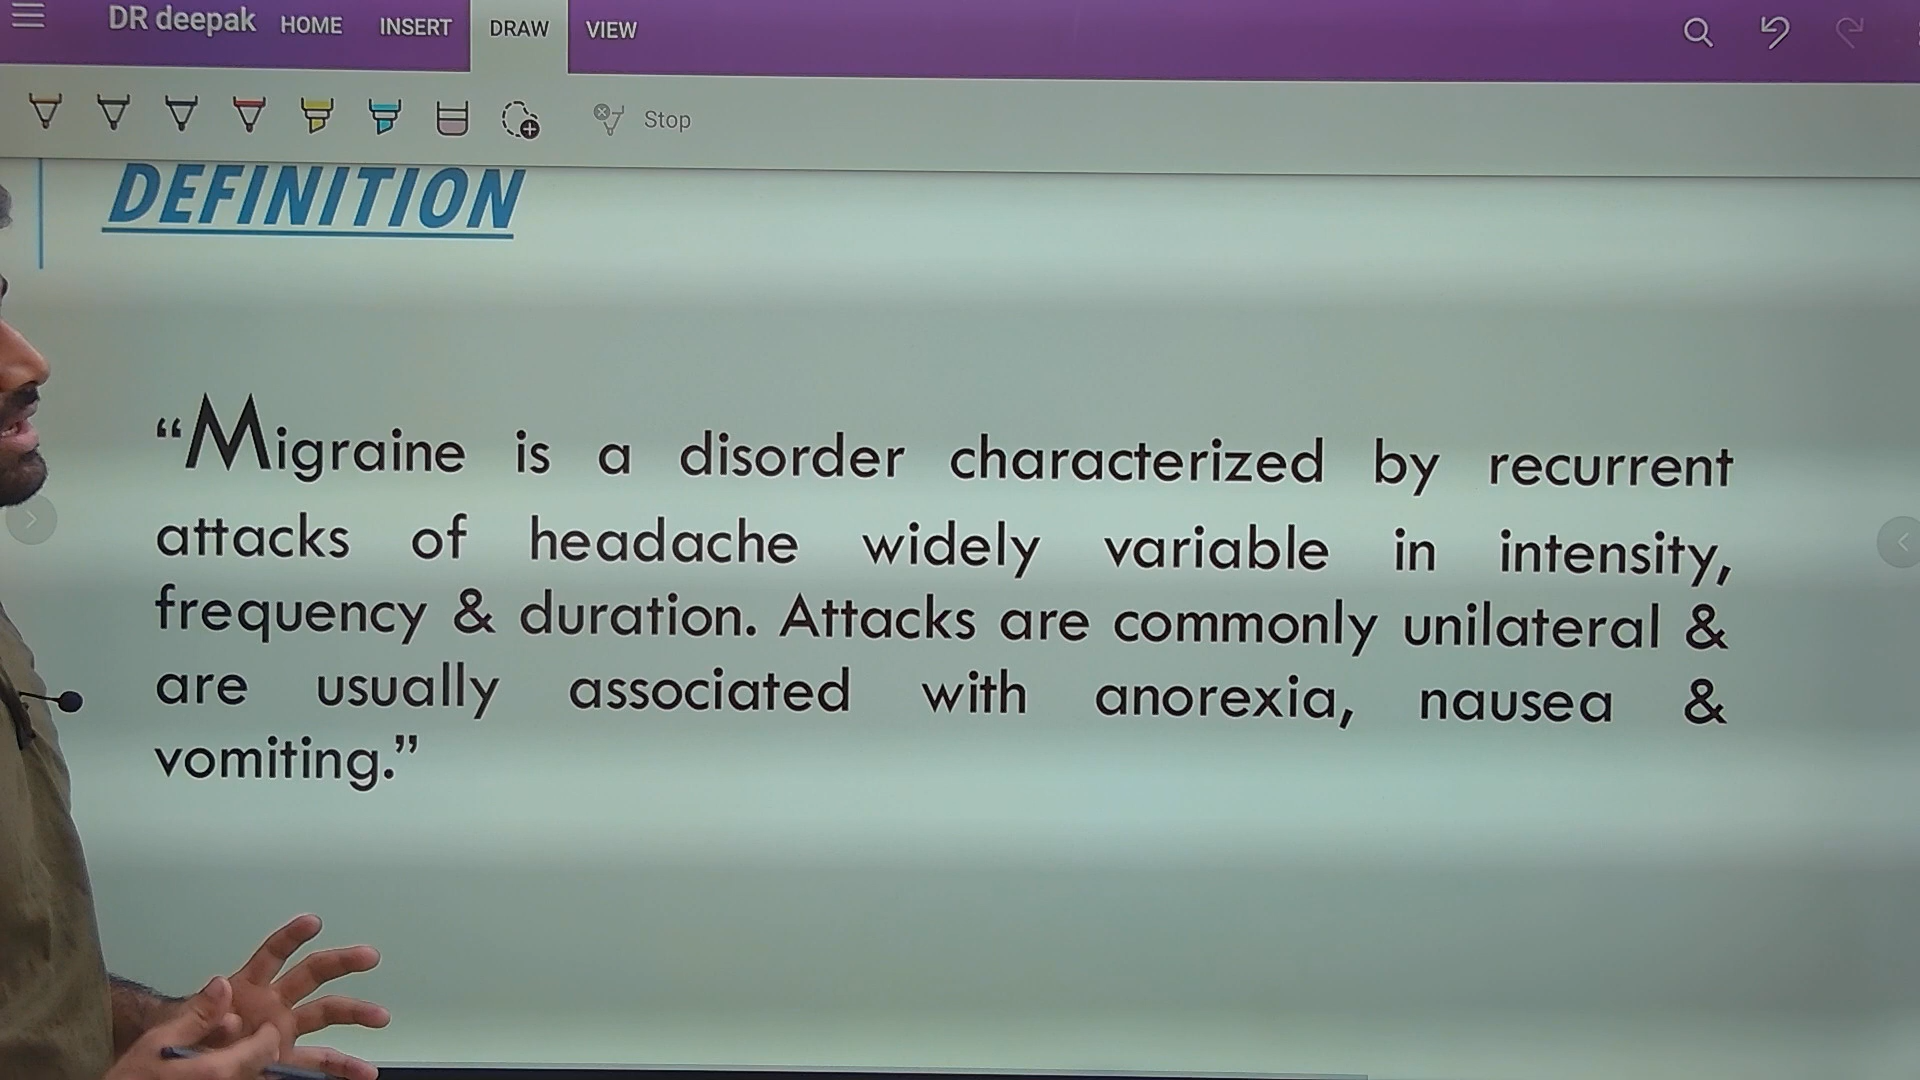 DR deepak HOME INSERT DRAW VIEW
Stop
DEFINITION
“Migraine is a disorder characterized by recurrent
attacks of headache widely variable in intensity,
frequency & duration. Attacks are commonly unilateral &
are usually associated with anorexia, nausea &
vomiting.”